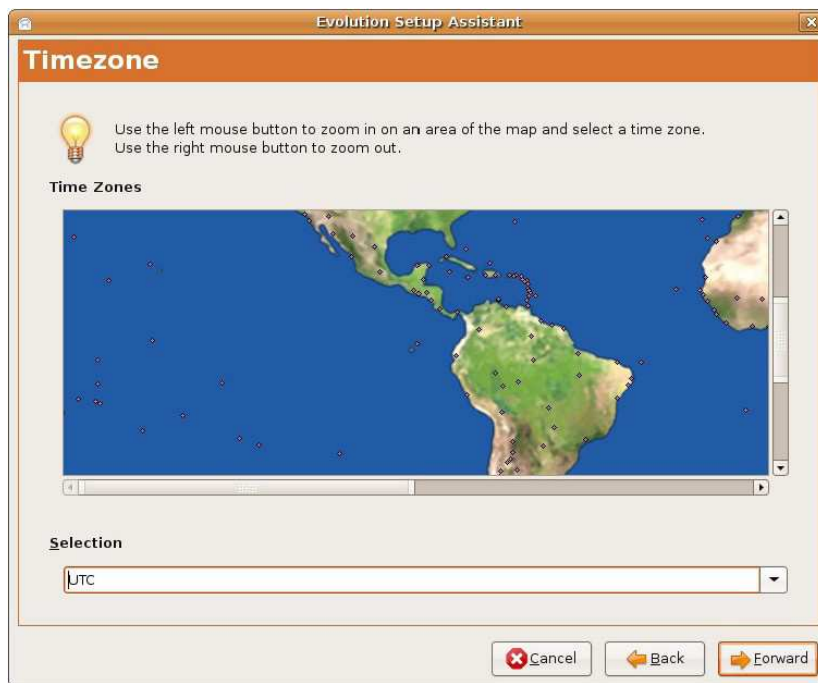 Evolution Setup Assistant
Timezone
Use the left mouse button to zoom in on an area of the map and select a time zone.
Use the right mouse button to zoom out.
Time Zones
Selection
UTC
Cancel
Back
Forward